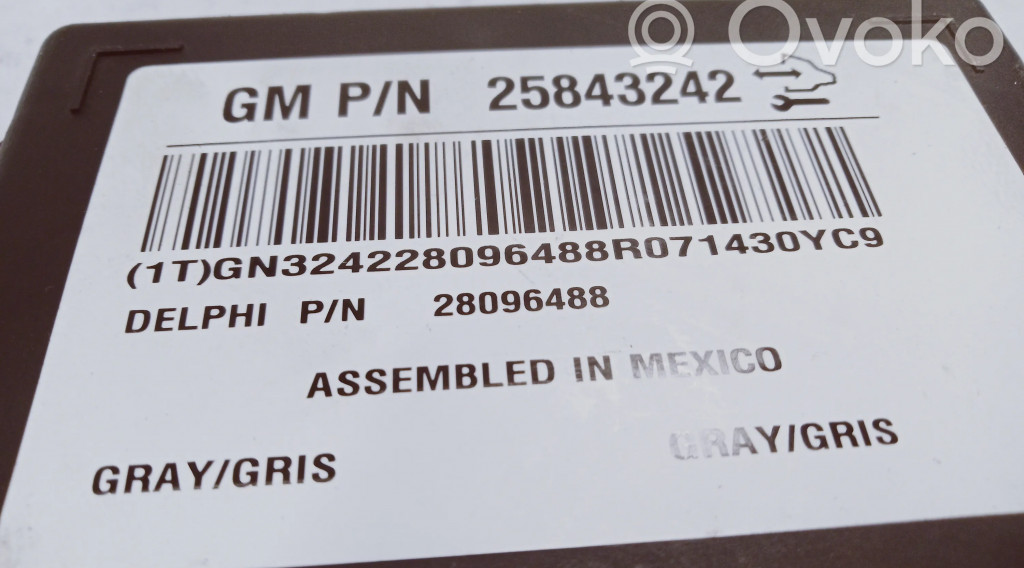 Ovoko
GM P/N 25843242
(1T)GN324228096488R071430YC9
DELPHI P/N 28096488
ASSEMBLED IN MEXICO
GRAY/GRIS GRAY/GRIS